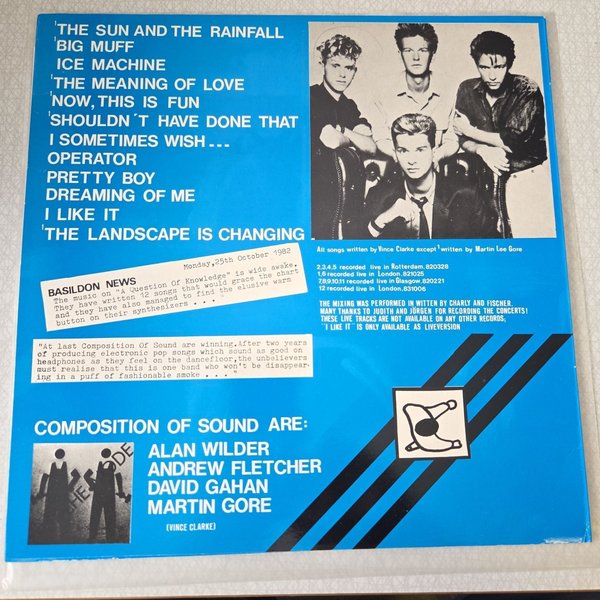 ¹THE SUN AND THE RAINFALL
¹BIG MUFF
ICE MACHINE
¹THE MEANING OF LOVE
¹NOW, THIS IS FUN
¹SHOULDN´T HAVE DONE THAT
I SOMETIMES WISH...
OPERATOR
PRETTY BOY
DREAMING OF ME
I LIKE IT
¹THE LANDSCAPE IS CHANGING
Monday, 25th October 1982
BASILDON NEWS
The music on "A Question Of Knowledge" is wide awake.
They have written 12 songs that would grace the chart
and they have also managed to find the elusive warm
button on their synthesizers . . . "
"At last Composition Of Sound are winning.After two years
of producing electronic pop songs which sound as good on
headphones as they feel on the dancefloor,the unbelievers
must realise that this is one band who won't be disappear-
ing in a puff of fashionable smoke . . . "
All songs written by Vince Clarke except ¹ written by Martin Lee Gore
2,3,4,5 recorded live in Rotterdam,820328
1,6 recorded live in London,821025
7,8,9,10,11 recorded live in Glasgow,820221
12 recorded live in London,831006
THE MIXING WAS PERFORMED IN WITTEN BY CHARLY AND FISCHER,
MANY THANKS TO JUDITH AND JÖRGEN FOR RECORDING THE CONCERTS!
THESE LIVE TRACKS ARE NOT AVAILABLE ON ANY OTHER RECORDS,
"I LIKE IT" IS ONLY AVAILABLE AS LIVEVERSION
COMPOSITION OF SOUND ARE:
ALAN WILDER
ANDREW FLETCHER
DAVID GAHAN
MARTIN GORE
(VINCE CLARKE)